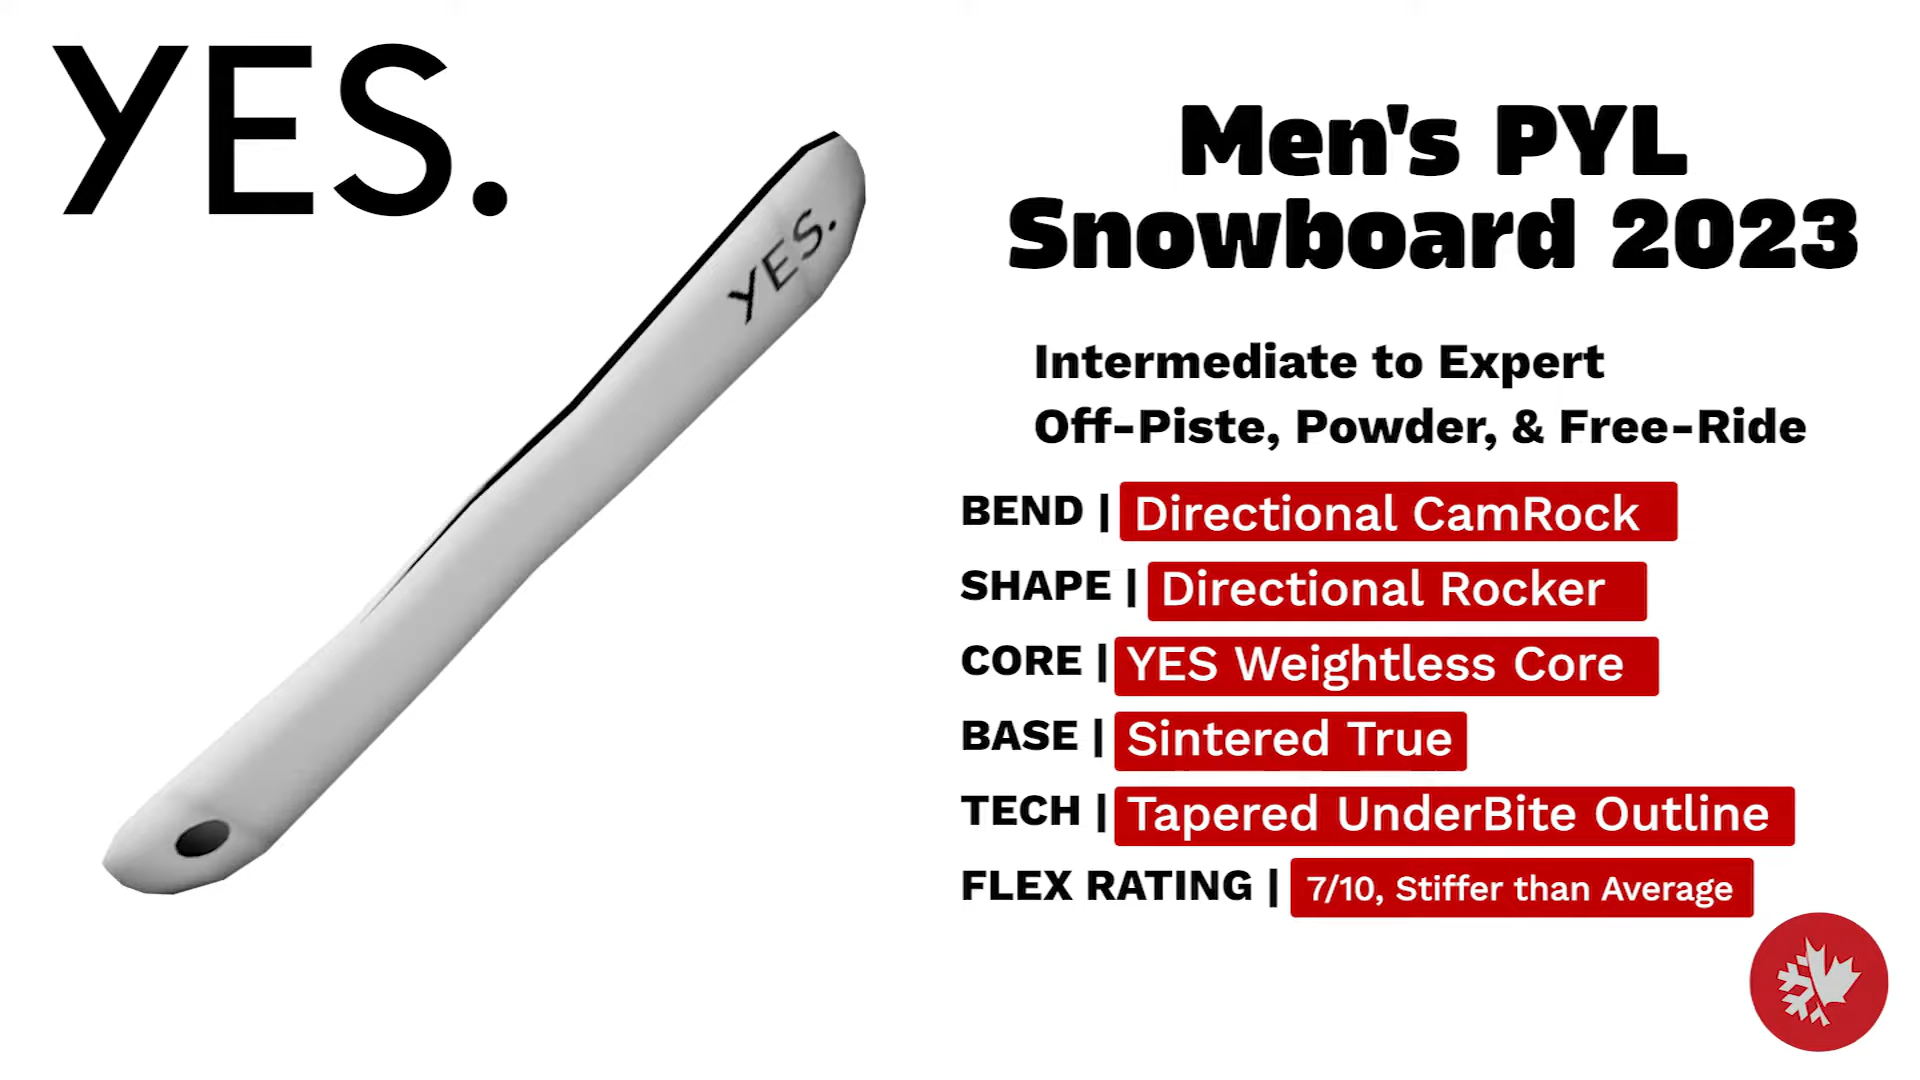 YES.
YES.
Men's PYL
Snowboard 2023
Intermediate to Expert
Off-Piste, Powder, & Free-Ride
BEND | Directional CamRock
SHAPE | Directional Rocker
CORE | YES Weightless Core
BASE | Sintered True
TECH | Tapered UnderBite Outline
FLEX RATING | 7/10, Stiffer than Average